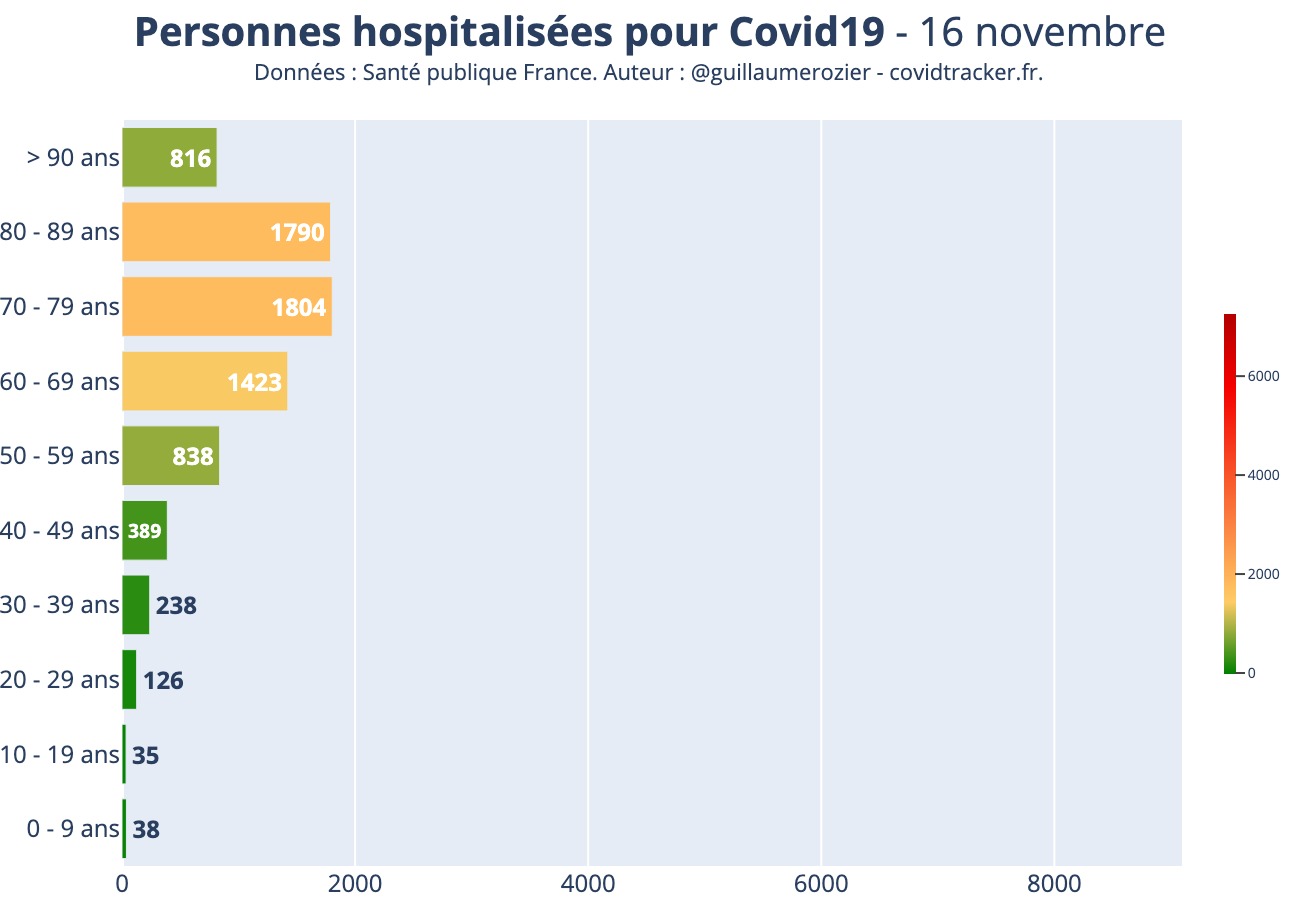 Personnes hospitalisées pour Covid19 - 16 novembre
Données : Santé publique France. Auteur : @guillaumerozier - covidtracker.fr.
> 90 ans 816
80 - 89 ans 1790
70 - 79 ans 1804
60 - 69 ans 1423
50 - 59 ans 838
40 - 49 ans 389
30 - 39 ans 238
20 - 29 ans 126
10 - 19 ans 35
0 - 9 ans 38
0 2000 4000 6000 8000
6000
4000
2000
0